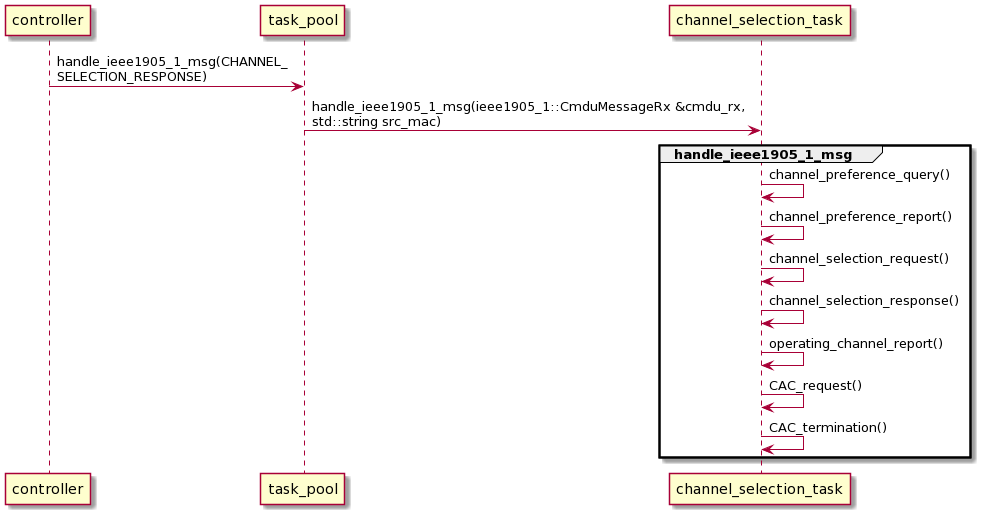 controller
task_pool
channel_selection_task
handle_ieee1905_1_msg(CHANNEL_
SELECTION_RESPONSE)
handle_ieee1905_1_msg(ieee1905_1::CmduMessageRx &cmdu_rx,
std::string src_mac)
handle_ieee1905_1_msg
channel_preference_query()
channel_preference_report()
channel_selection_request()
channel_selection_response()
operating_channel_report()
CAC_request()
CAC_termination()
controller
task_pool
channel_selection_task